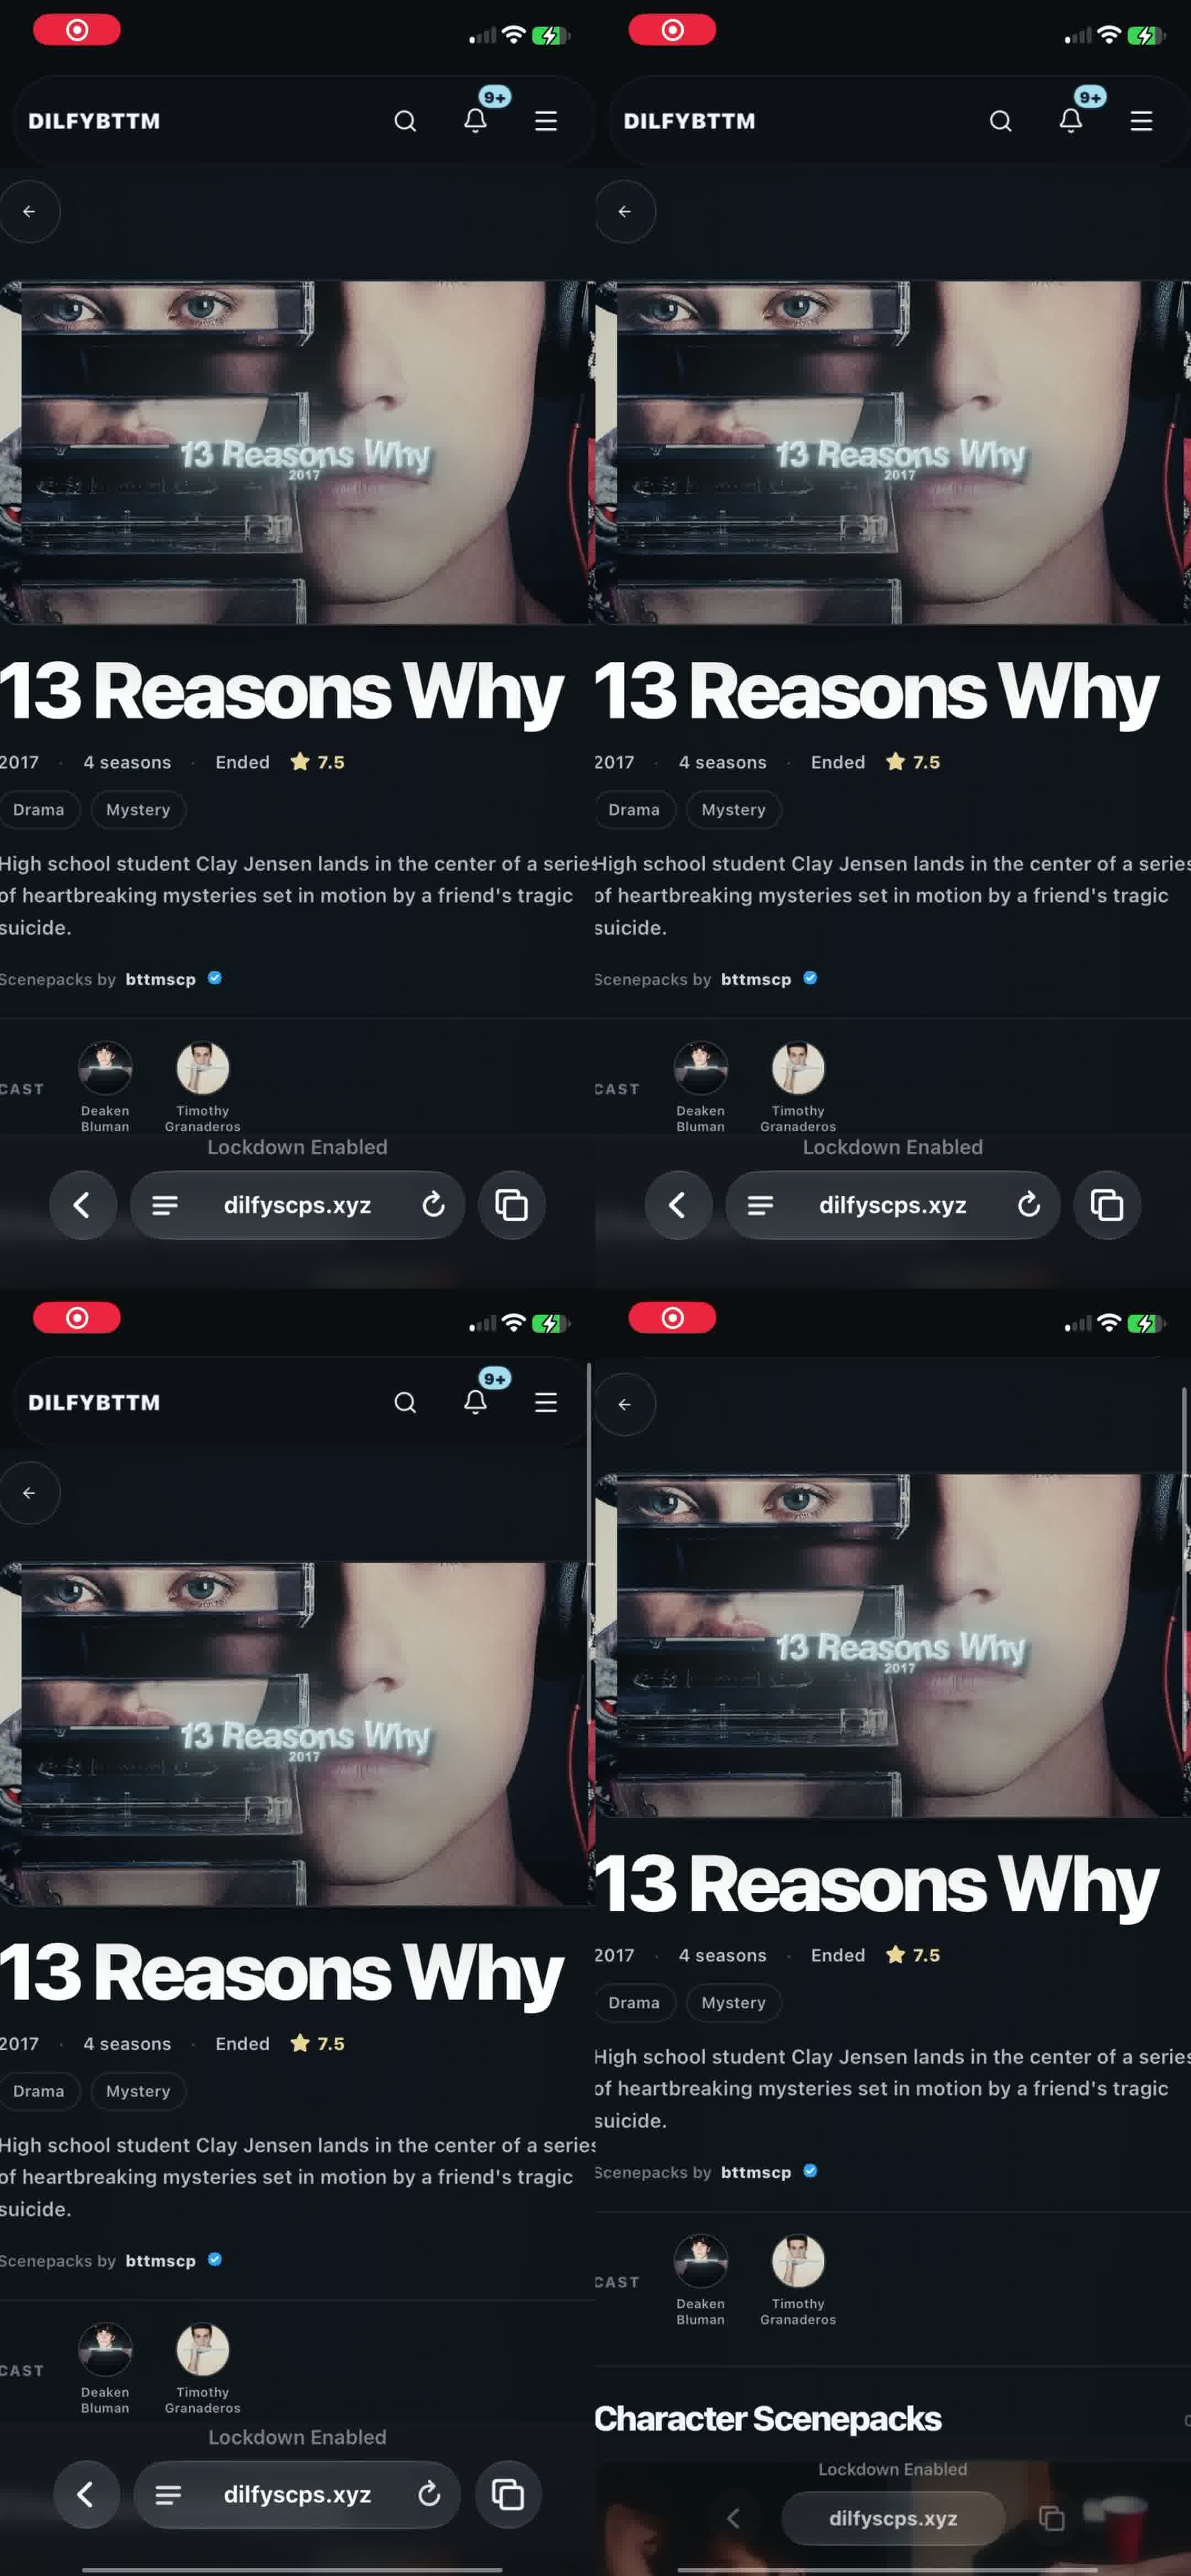 DILFYBTTM
9+
13 Reasons Why
2017
13 Reasons Why
2017 · 4 seasons · Ended 7.5
Drama Mystery
High school student Clay Jensen lands in the center of a series
of heartbreaking mysteries set in motion by a friend's tragic
suicide.
Scenepacks by bttmscp
CAST
Deaken
Bluman
Timothy
Granaderos
Lockdown Enabled
dilfyscps.xyz
DILFYBTTM
9+
13 Reasons Why
2017
13 Reasons Why
2017 · 4 seasons · Ended 7.5
Drama Mystery
High school student Clay Jensen lands in the center of a series
of heartbreaking mysteries set in motion by a friend's tragic
suicide.
Scenepacks by bttmscp
CAST
Deaken
Bluman
Timothy
Granaderos
Lockdown Enabled
dilfyscps.xyz
DILFYBTTM
9+
13 Reasons Why
2017
13 Reasons Why
2017 · 4 seasons · Ended 7.5
Drama Mystery
High school student Clay Jensen lands in the center of a series
of heartbreaking mysteries set in motion by a friend's tragic
suicide.
Scenepacks by bttmscp
CAST
Deaken
Bluman
Timothy
Granaderos
Lockdown Enabled
dilfyscps.xyz
13 Reasons Why
2017
13 Reasons Why
2017 · 4 seasons · Ended 7.5
Drama Mystery
High school student Clay Jensen lands in the center of a series
of heartbreaking mysteries set in motion by a friend's tragic
suicide.
Scenepacks by bttmscp
CAST
Deaken
Bluman
Timothy
Granaderos
Character Scenepacks
Lockdown Enabled
dilfyscps.xyz